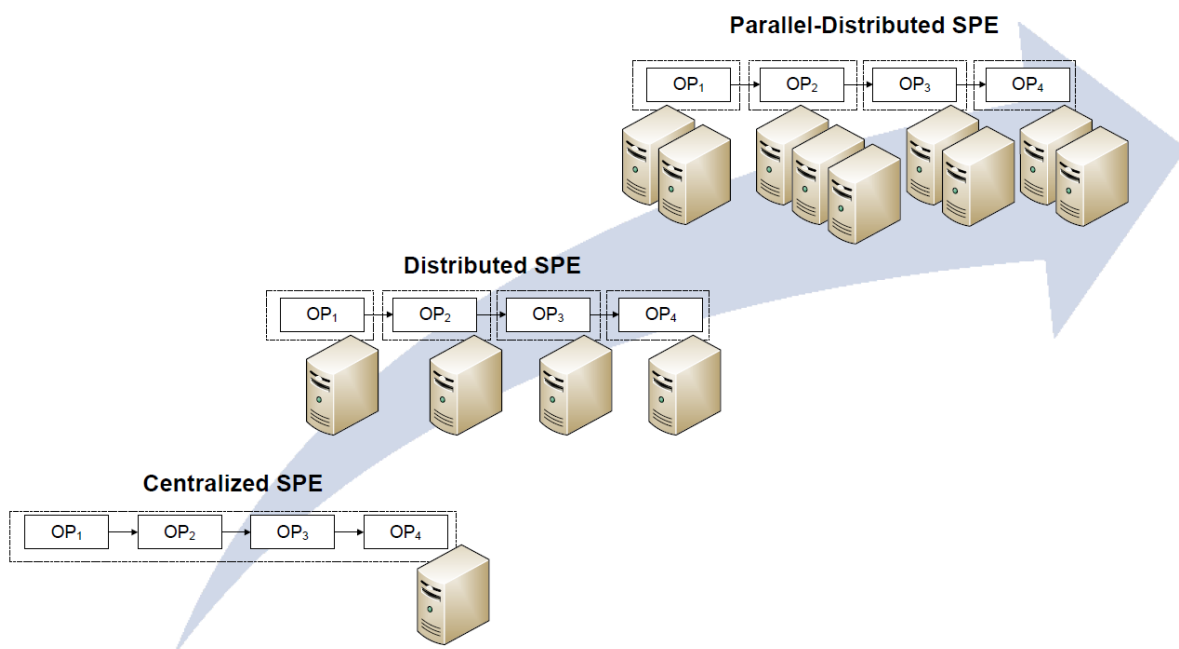 Parallel-Distributed SPE
OP₁ OP₂ OP₃ OP₄
Distributed SPE
OP₁ OP₂ OP₃ OP₄
Centralized SPE
OP₁ OP₂ OP₃ OP₄